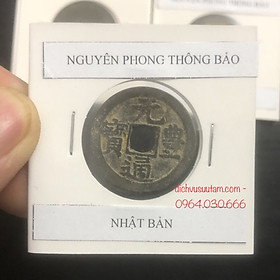 NGUYÊN PHONG THÔNG BẢO
元豐通寶
dichvusuutam.com -
0964.030.666
NHẬT BẢN